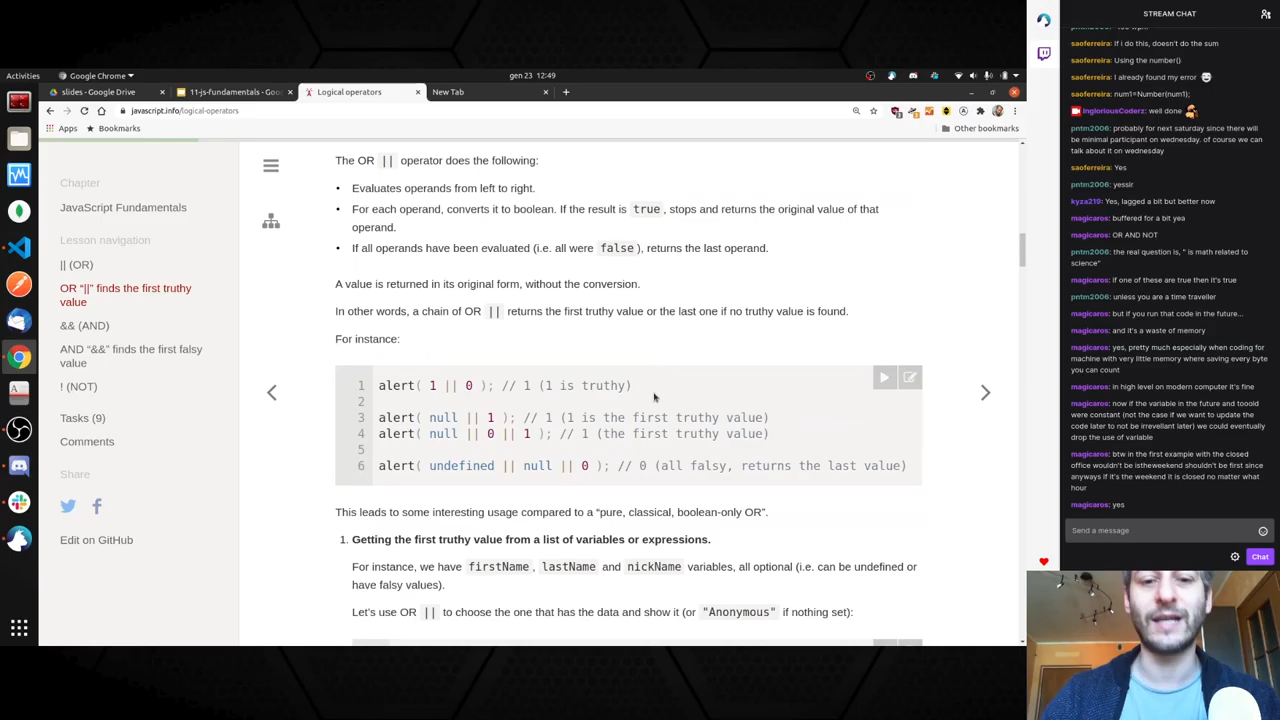 STREAM CHAT
saoferreira: If i do this, doesn't do the sum
saoferreira: Using the number()
saoferreira: I already found my error
saoferreira: num1=Number(num1);
IngloriousCoderz: well done
pntm2006: probably for next saturday since there will
be minimal participant on wednesday. of course we can
talk about it on wednesday
saoferreira: Yes
pntm2006: yessir
kyza219: Yes, lagged a bit but better now
magicaros: buffered for a bit yea
magicaros: OR AND NOT
pntm2006: the real question is, " is math related to
science"
magicaros: if one of these are true then it's true
pntm2006: unless you are a time traveller
magicaros: but if you run that code in the future...
magicaros: and it's a waste of memory
magicaros: yes, pretty much especially when coding for
machine with very little memory where saving every byte
you can count
magicaros: in high level on modern computer it's fine
magicaros: now if the variable in the future and tooold
were constant (not the case if we want to update the
code later to not be irrevellant later) we could eventually
drop the use of variable
magicaros: btw in the first example with the closed
office wouldn't be istheweekend shouldn't be first since
anyways if it's the weekend it is closed no matter what
hour
magicaros: yes
Send a message
Chat
Activities
Google Chrome
gen 23 12:49
slides - Google Drive
11-js-fundamentals - Goo
Logical operators
New Tab
javascript.info/logical-operators
Apps
Bookmarks
Other bookmarks
Chapter
JavaScript Fundamentals
Lesson navigation
|| (OR)
OR “||” finds the first truthy
value
&& (AND)
AND “&&” finds the first falsy
value
! (NOT)
Tasks (9)
Comments
Share
Edit on GitHub
The OR || operator does the following:
• Evaluates operands from left to right.
• For each operand, converts it to boolean. If the result is true, stops and returns the original value of that
operand.
• If all operands have been evaluated (i.e. all were false), returns the last operand.
A value is returned in its original form, without the conversion.
In other words, a chain of OR || returns the first truthy value or the last one if no truthy value is found.
For instance:
1 alert( 1 || 0 ); // 1 (1 is truthy)
2
3 alert( null || 1 ); // 1 (1 is the first truthy value)
4 alert( null || 0 || 1 ); // 1 (the first truthy value)
5
6 alert( undefined || null || 0 ); // 0 (all falsy, returns the last value)
This leads to some interesting usage compared to a “pure, classical, boolean-only OR”.
1. Getting the first truthy value from a list of variables or expressions.
For instance, we have firstName, lastName and nickName variables, all optional (i.e. can be undefined or
have falsy values).
Let’s use OR || to choose the one that has the data and show it (or "Anonymous" if nothing set):